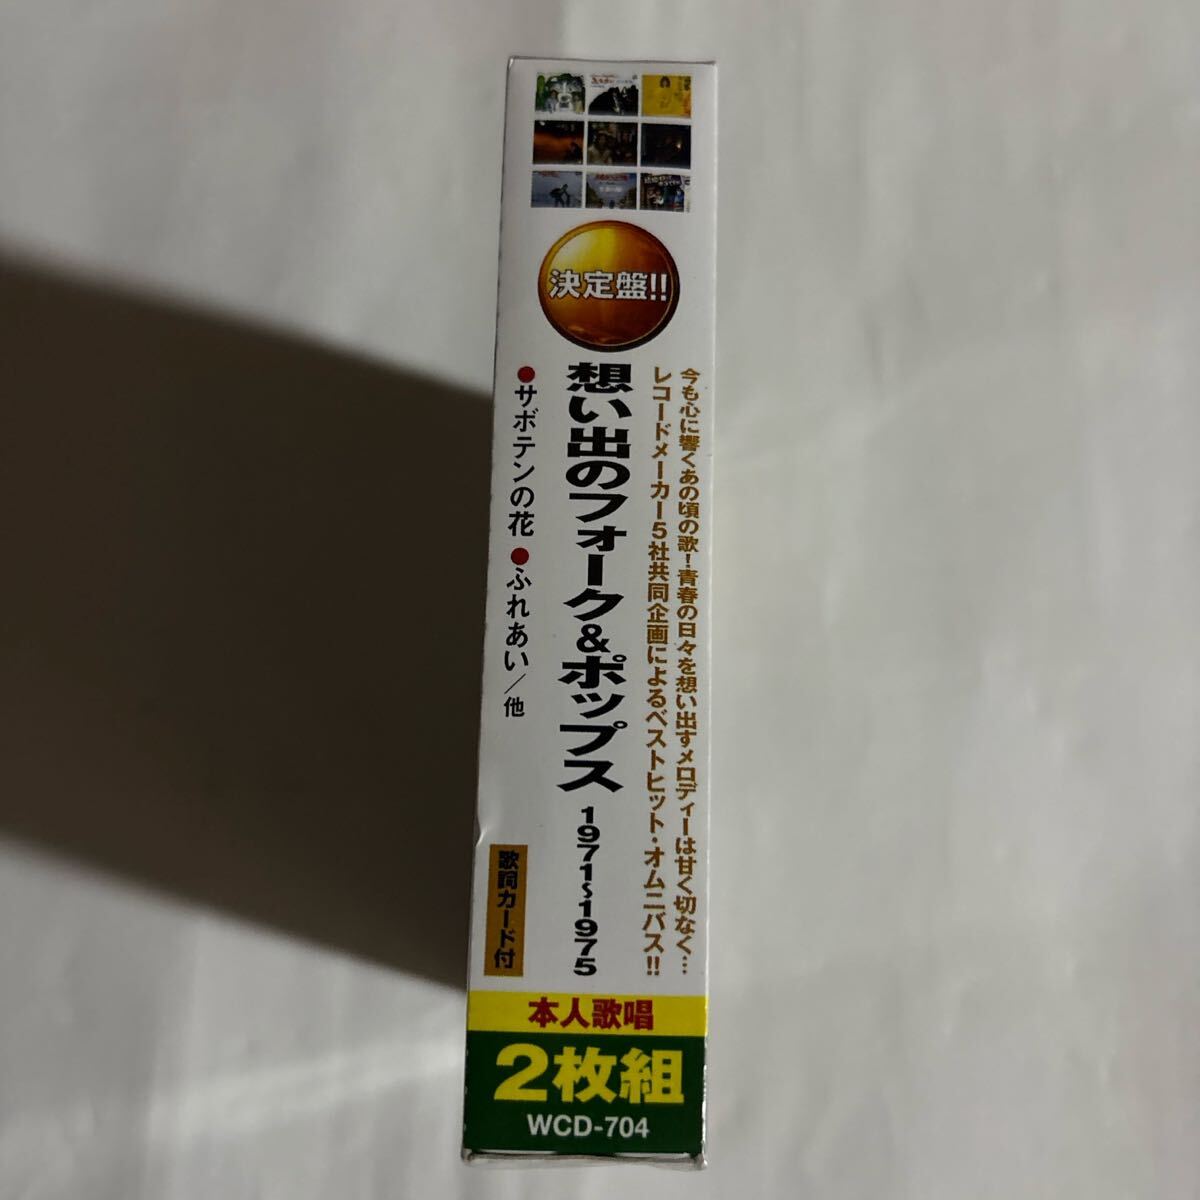 決定盤!!
今も心に響くあの頃の歌！青春の日々を想い出すメロディーは甘く切なく…
レコードメーカー5社共同企画によるベストヒット・オムニバス!!
想い出のフォーク&ポップス 1971~1975
●サボテンの花 ●ふれあい/他
歌詞カード付
本人歌唱
2枚組
WCD-704